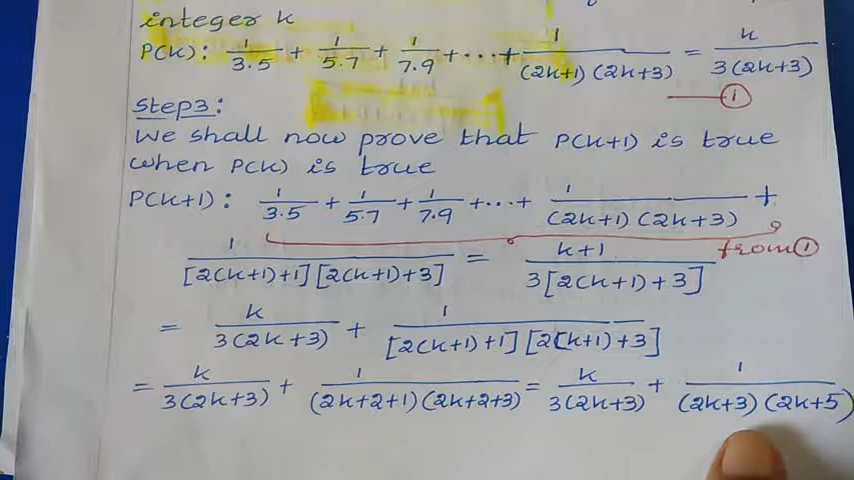 integer k
P(k): 1/3.5 + 1/5.7 + 1/7.9 + ... + 1/(2k+1)(2k+3) = k/3(2k+3)
— ①
Step3:
We shall now prove that P(k+1) is true
when P(k) is true
P(k+1): 1/3.5 + 1/5.7 + 1/7.9 + ... + 1/(2k+1)(2k+3) +
1/[2(k+1)+1][2(k+1)+3] = k+1/3[2(k+1)+3] from ①
= k/3(2k+3) + 1/[2(k+1)+1][2(k+1)+3]
= k/3(2k+3) + 1/(2k+2+1)(2k+2+3) = k/3(2k+3) + 1/(2k+3)(2k+5)